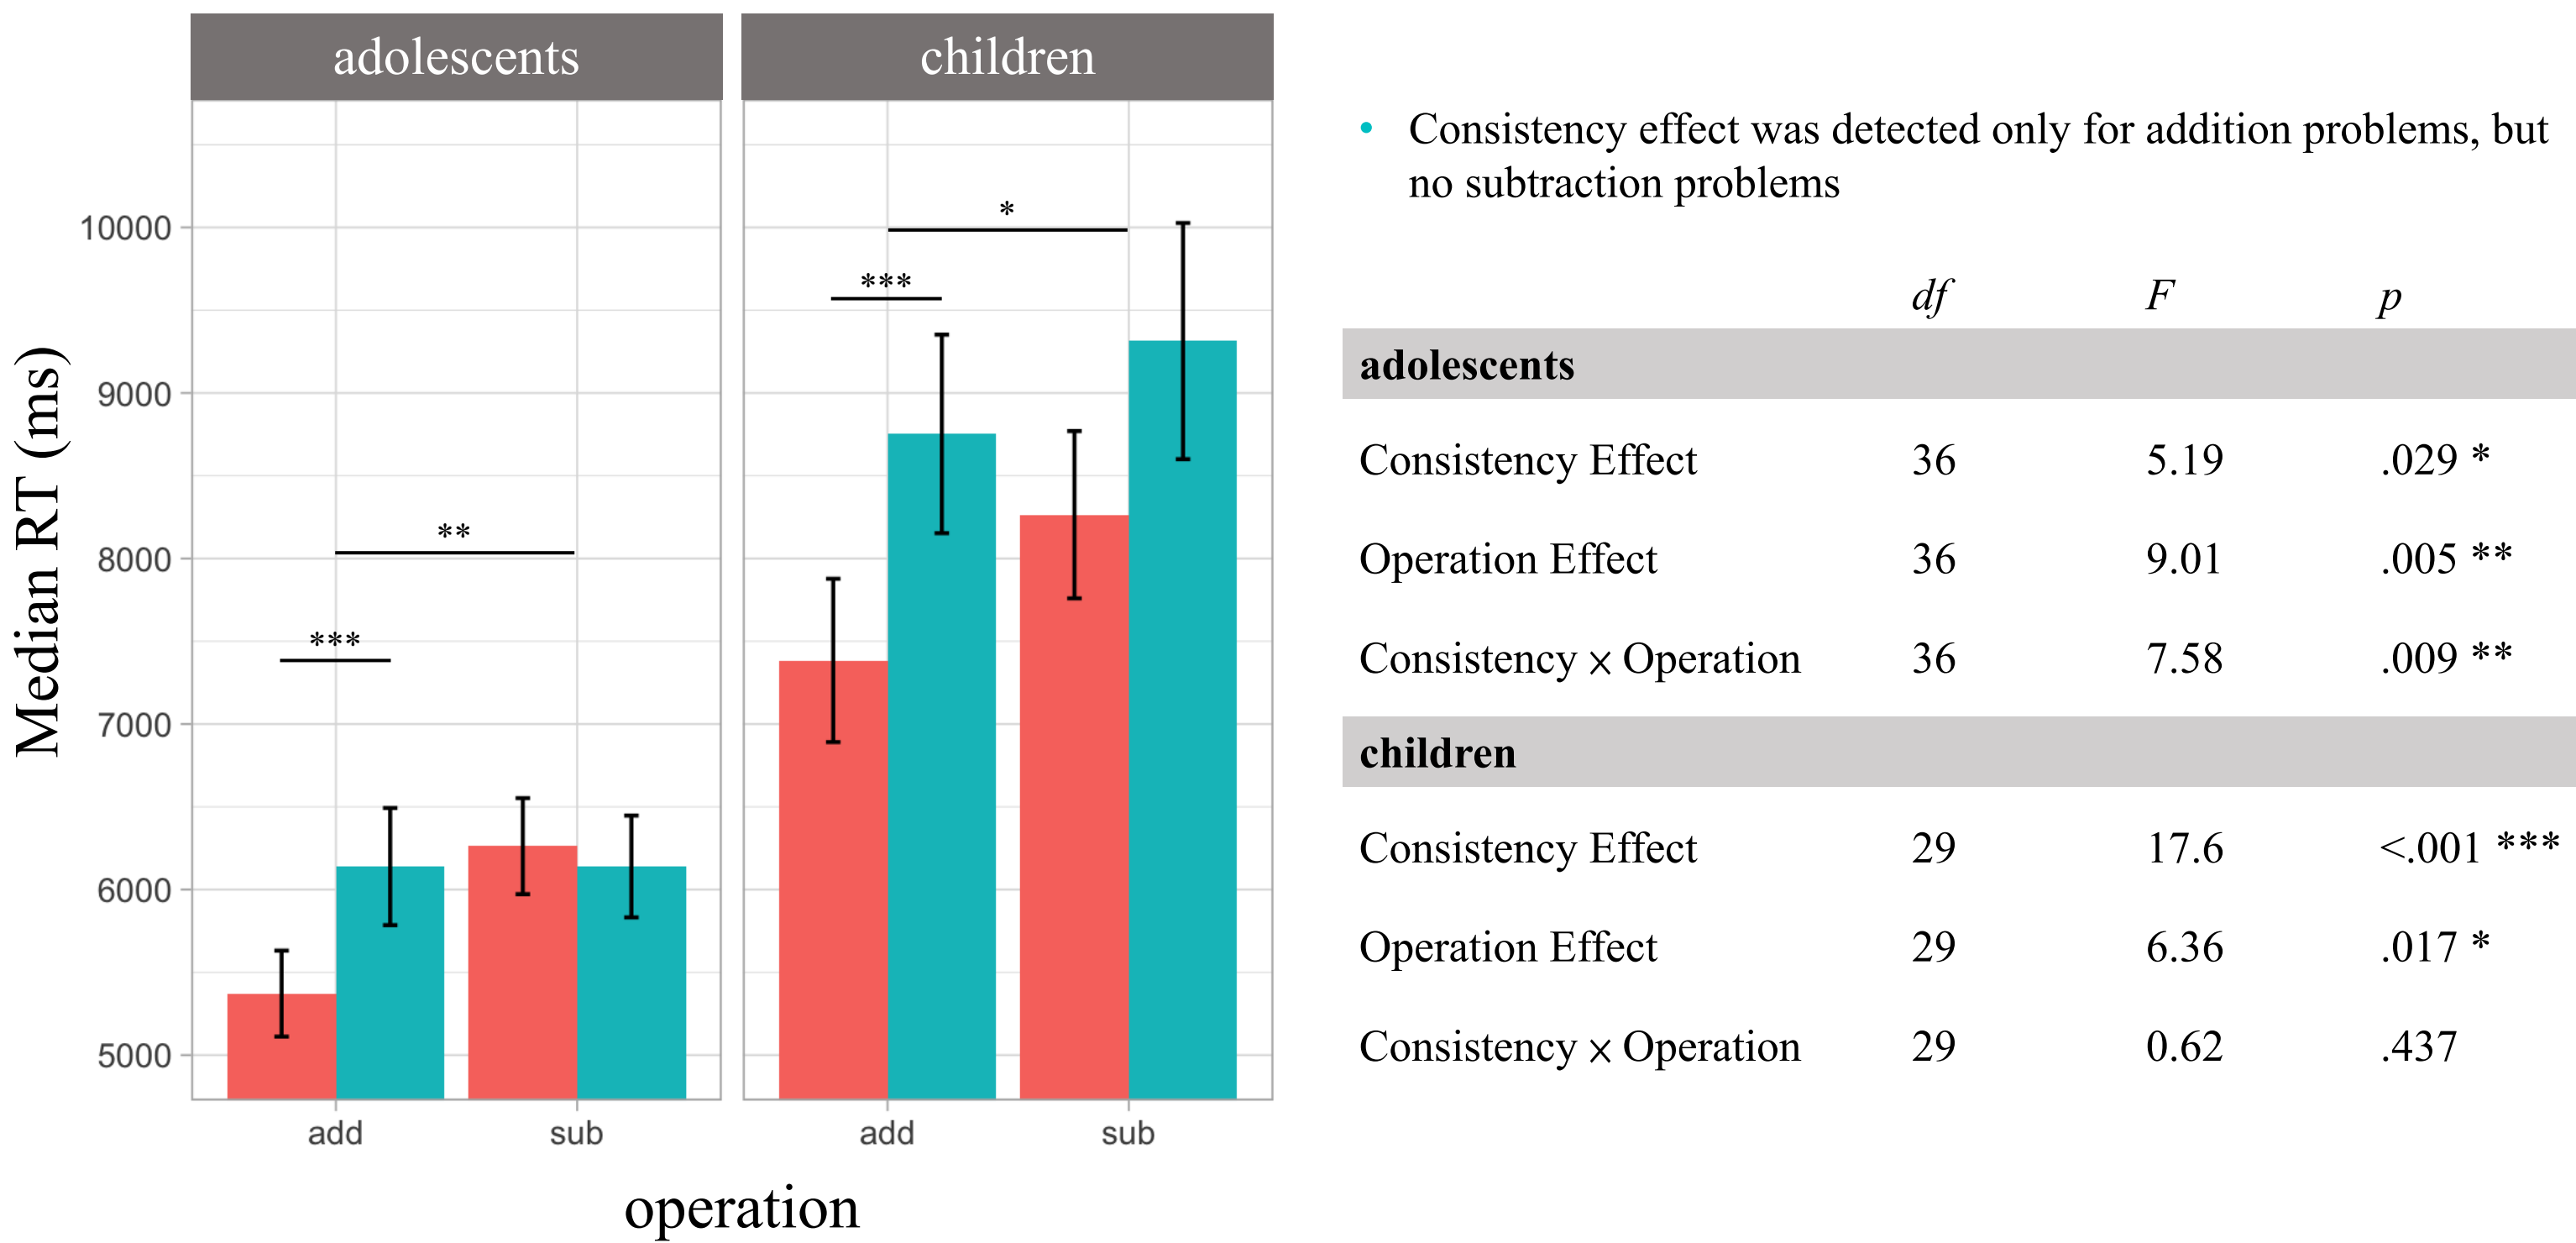 adolescents
children
10000
9000
8000
7000
6000
5000
Median RT (ms)
**
***
*
***
add
sub
add
sub
operation
• Consistency effect was detected only for addition problems, but
no subtraction problems
df F p
adolescents
Consistency Effect 36 5.19 .029 *
Operation Effect 36 9.01 .005 **
Consistency × Operation 36 7.58 .009 **
children
Consistency Effect 29 17.6 <.001 ***
Operation Effect 29 6.36 .017 *
Consistency × Operation 29 0.62 .437